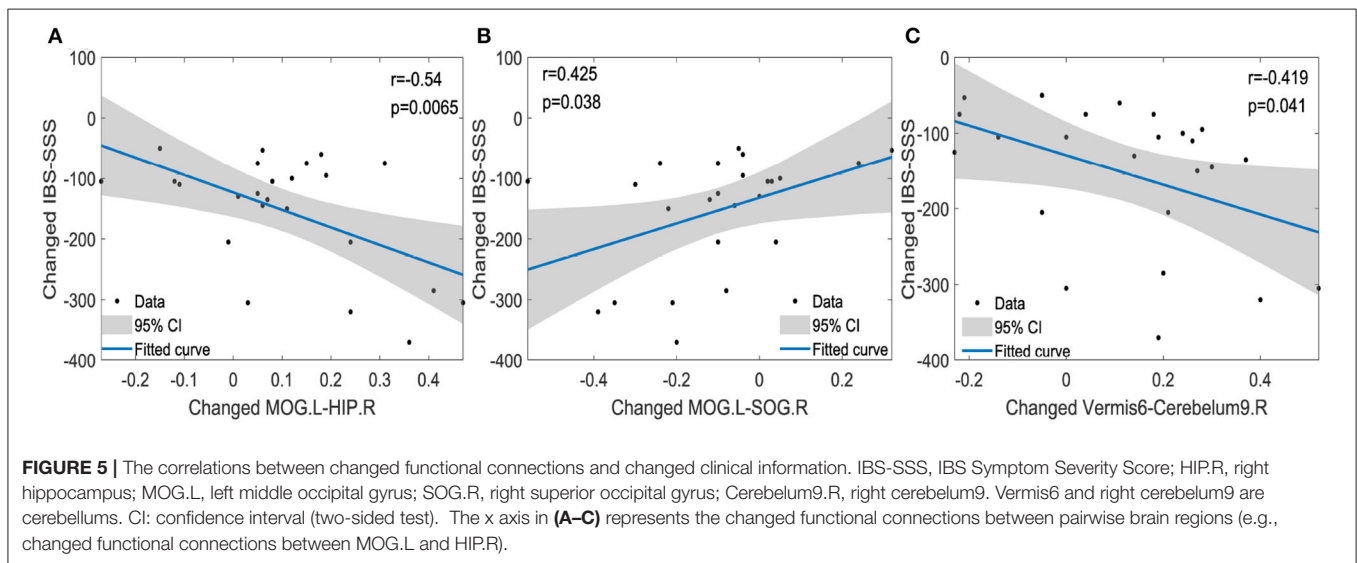 A
100
0
-100
-200
-300
-400
Changed IBS-SSS
r=-0.54
p=0.0065
Data
95% CI
Fitted curve
-0.2 -0.1 0 0.1 0.2 0.3 0.4
Changed MOG.L-HIP.R
B
100
0
-100
-200
-300
-400
Changed IBS-SSS
r=0.425
p=0.038
Data
95% CI
Fitted curve
-0.4 -0.2 0 0.2
Changed MOG.L-SOG.R
C
0
-100
-200
-300
-400
Changed IBS-SSS
r=-0.419
p=0.041
Data
95% CI
Fitted curve
-0.2 0 0.2 0.4
Changed Vermis6-Cerebelum9.R
FIGURE 5 | The correlations between changed functional connections and changed clinical information. IBS-SSS, IBS Symptom Severity Score; HIP.R, right
hippocampus; MOG.L, left middle occipital gyrus; SOG.R, right superior occipital gyrus; Cerebelum9.R, right cerebelum9. Vermis6 and right cerebelum9 are
cerebellums. CI: confidence interval (two-sided test). The x axis in (A–C) represents the changed functional connections between pairwise brain regions (e.g.,
changed functional connections between MOG.L and HIP.R).